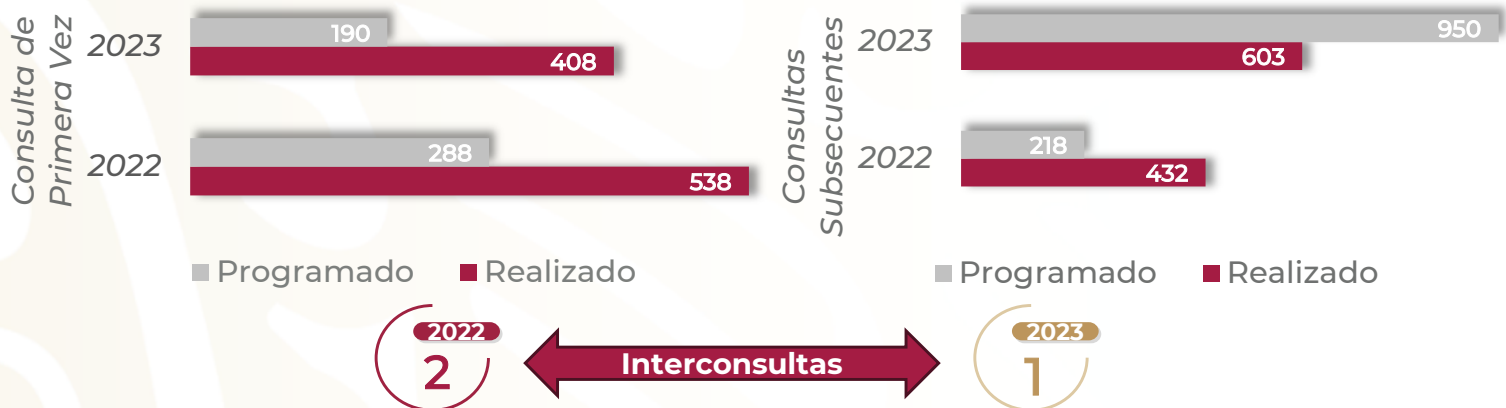 Consulta de
Primera Vez
2023
190
408
2022
288
538
Programado
Realizado
Consultas
Subsecuentes
2023
950
603
2022
218
432
Programado
Realizado
2022
2
Interconsultas
2023
1